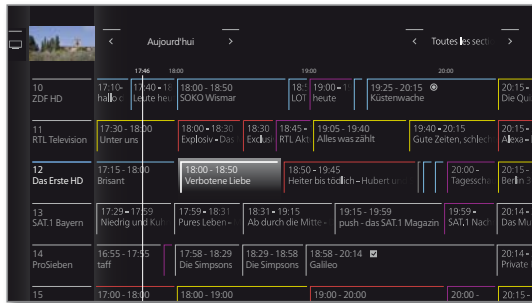 < Aujourd'hui > < Toutes les secti
17:46 18:00 19:00 20:00
10 17:10- 17:40 - 18 18:00 - 18:50 18: 19:00 - 1 19:25 - 20:15 20:15 -
ZDF HD hallo d Leute heu SOKO Wismar LOT heute Küstenwache Die Qui
11 17:30 - 18:00 18:00 - 18:30 18:30 18:45 - 19:05 - 19:40 19:40 - 20:15 20:15 -
RTL Television Unter uns Explosiv - Das Exclusi RTL Akt Alles was zählt Gute Zeiten, schlech Alexa -
12 17:15 - 18:00 18:00 - 18:50 18:50 - 19:45 20:00 - 20:15 -
Das Erste HD Brisant Verbotene Liebe Heiter bis tödlich - Hubert un Tagesscha Berlin 3
13 17:29 - 17:59 17:59 - 18:31 18:31 - 19:15 19:15 - 19:59 19:59 - 20:14 -
SAT.1 Bayern Niedrig und Kuh Pures Leben - Ab durch die Mitte - push - das SAT.1 Magazin SAT.1 Nach Das Mu
14 16:55 - 17:55 17:58 - 18:29 18:29 - 18:58 18:58 - 20:14 20:14 -
ProSieben taff Die Simpsons Die Simpsons Galileo Private
15 17:00 - 18:00 18:00 - 19:00 19:00 - 20:00 20:00 - 20:15 -